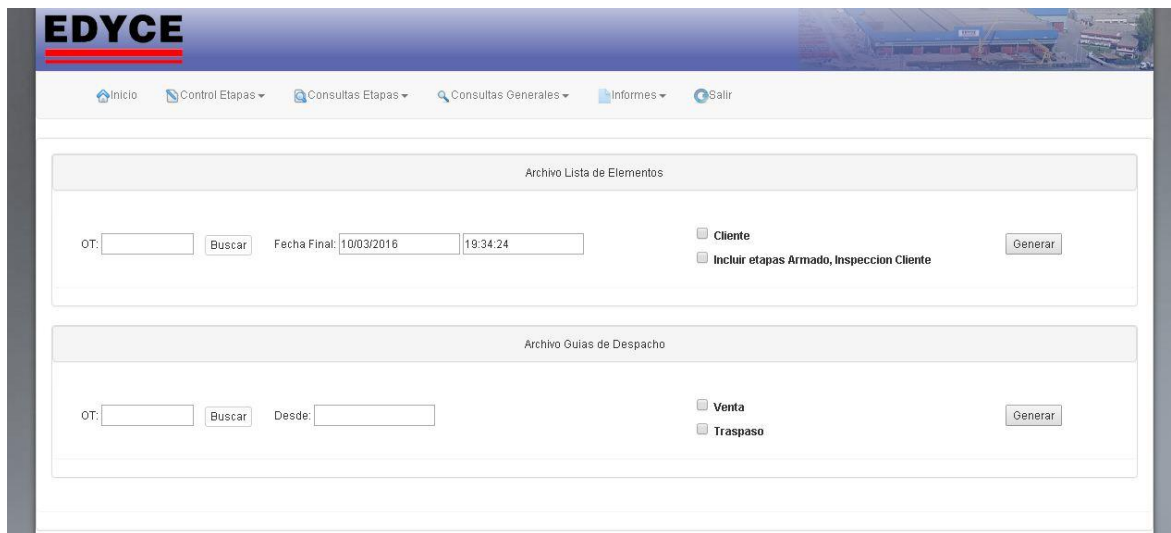 EDYCE
Inicio Control Etapas Consultas Etapas Consultas Generales Informes Salir
Archivo Lista de Elementos
OT: Buscar Fecha Final: 10/03/2016 19:34:24
Cliente
Incluir etapas Armado, Inspeccion Cliente
Generar
Archivo Guias de Despacho
OT: Buscar Desde:
Venta
Traspaso
Generar